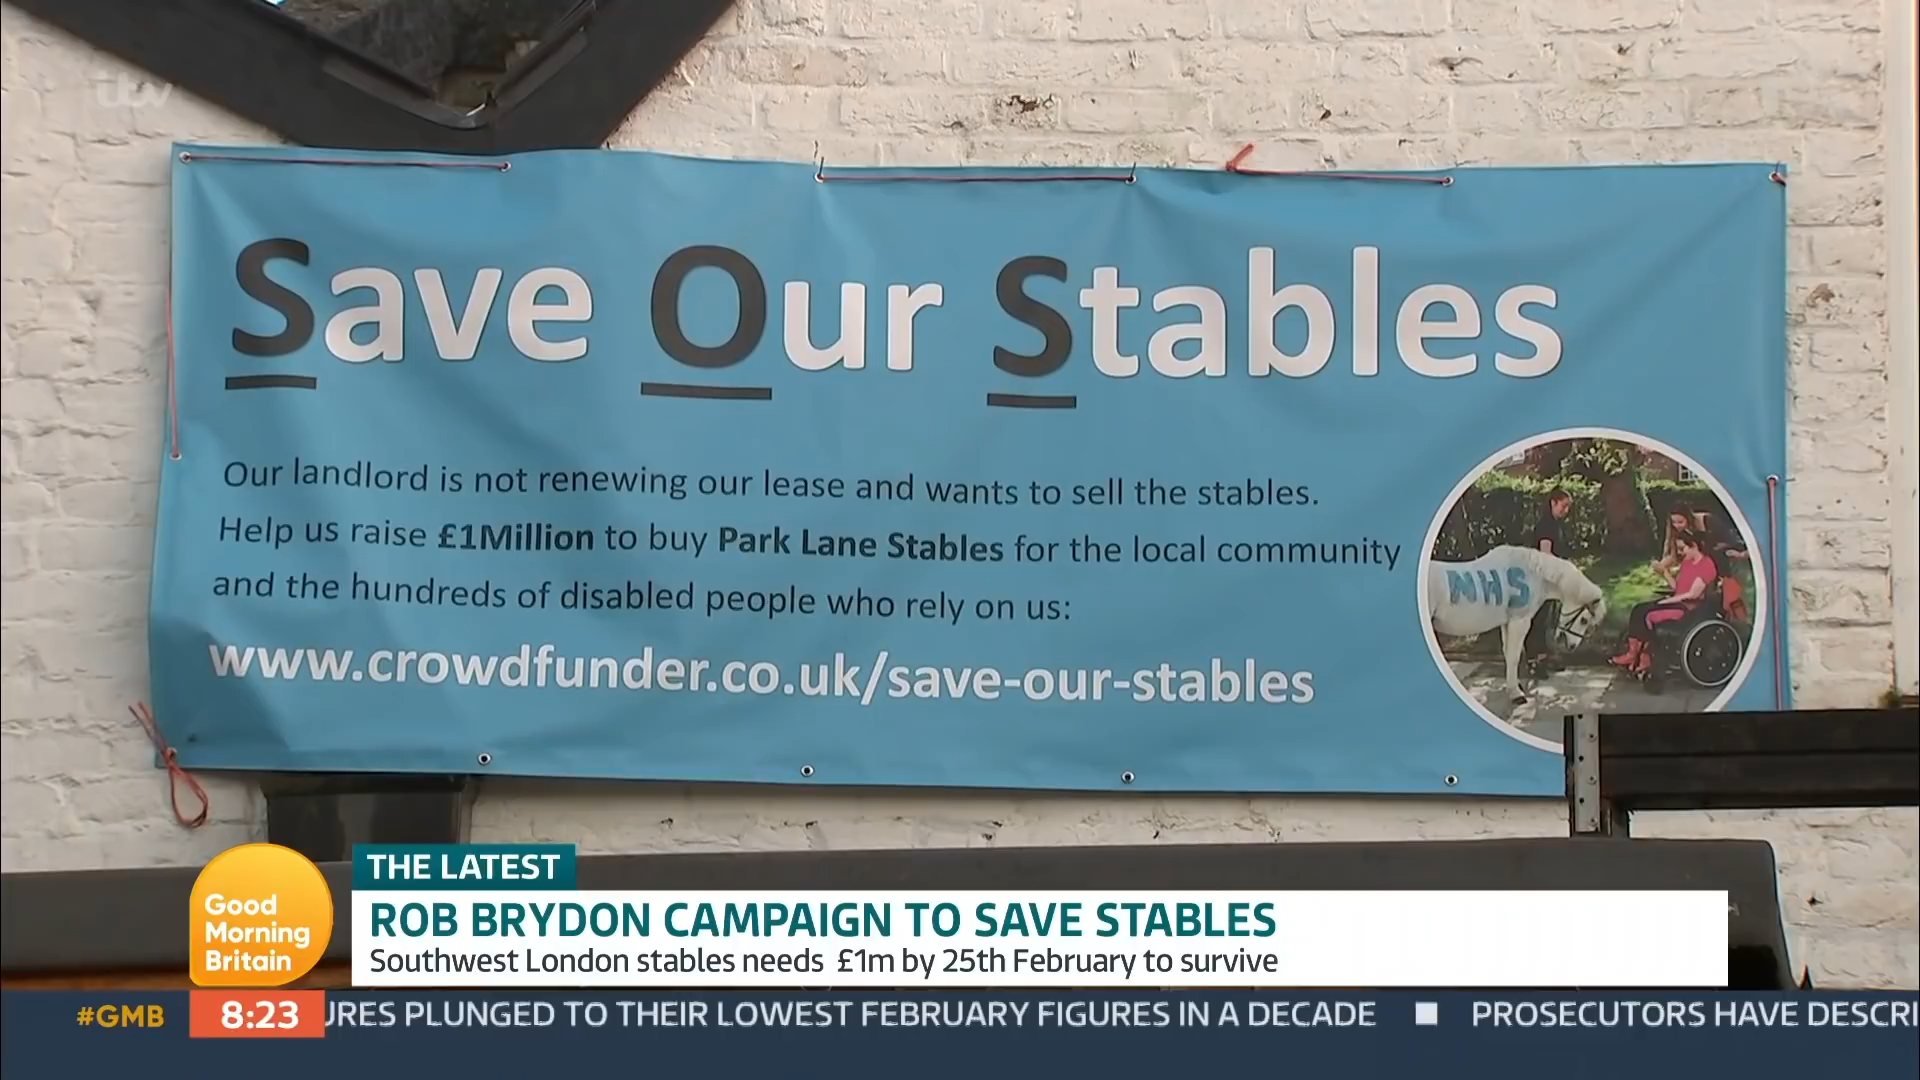 itv
Save Our Stables
Our landlord is not renewing our lease and wants to sell the stables.
Help us raise £1Million to buy Park Lane Stables for the local community
and the hundreds of disabled people who rely on us:
www.crowdfunder.co.uk/save-our-stables
NHS
THE LATEST
Good
Morning
Britain
ROB BRYDON CAMPAIGN TO SAVE STABLES
Southwest London stables needs £1m by 25th February to survive
#GMB 8:23 URES PLUNGED TO THEIR LOWEST FEBRUARY FIGURES IN A DECADE ■ PROSECUTORS HAVE DESCRI